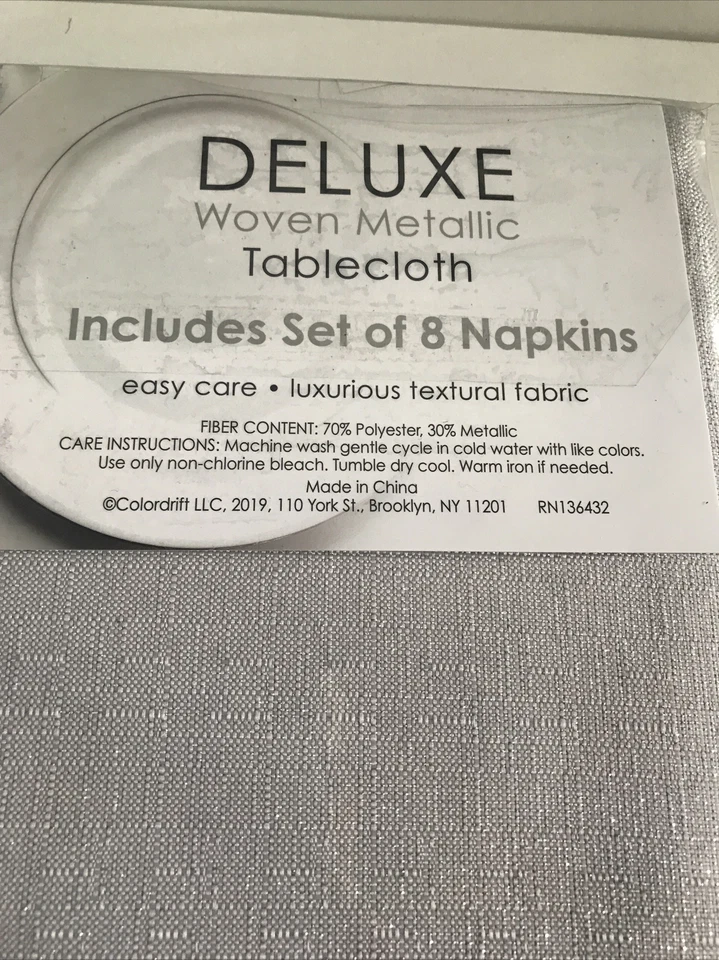 DELUXE
Woven Metallic
Tablecloth
Includes Set of 8 Napkins
easy care • luxurious textural fabric
FIBER CONTENT: 70% Polyester, 30% Metallic
CARE INSTRUCTIONS: Machine wash gentle cycle in cold water with like colors.
Use only non-chlorine bleach. Tumble dry cool. Warm iron if needed.
Made in China
©Colordrift LLC, 2019, 110 York St., Brooklyn, NY 11201 RN136432